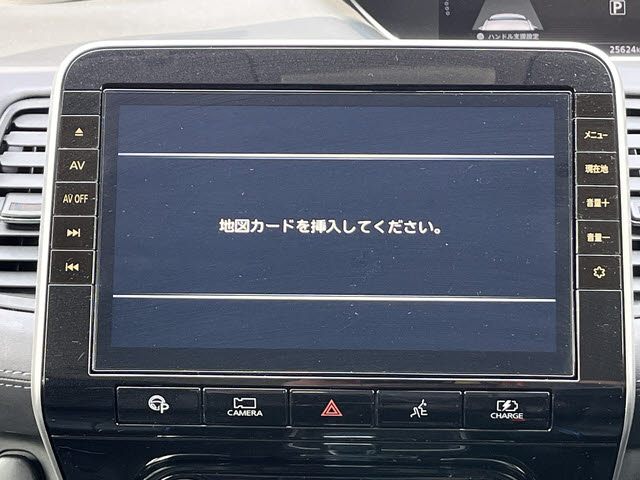 P
ハンドル支援設定
25624k
AV
AV OFF
メニュー
現在地
音量＋
音量－
地図カードを挿入してください。
P
CAMERA
CHARGE